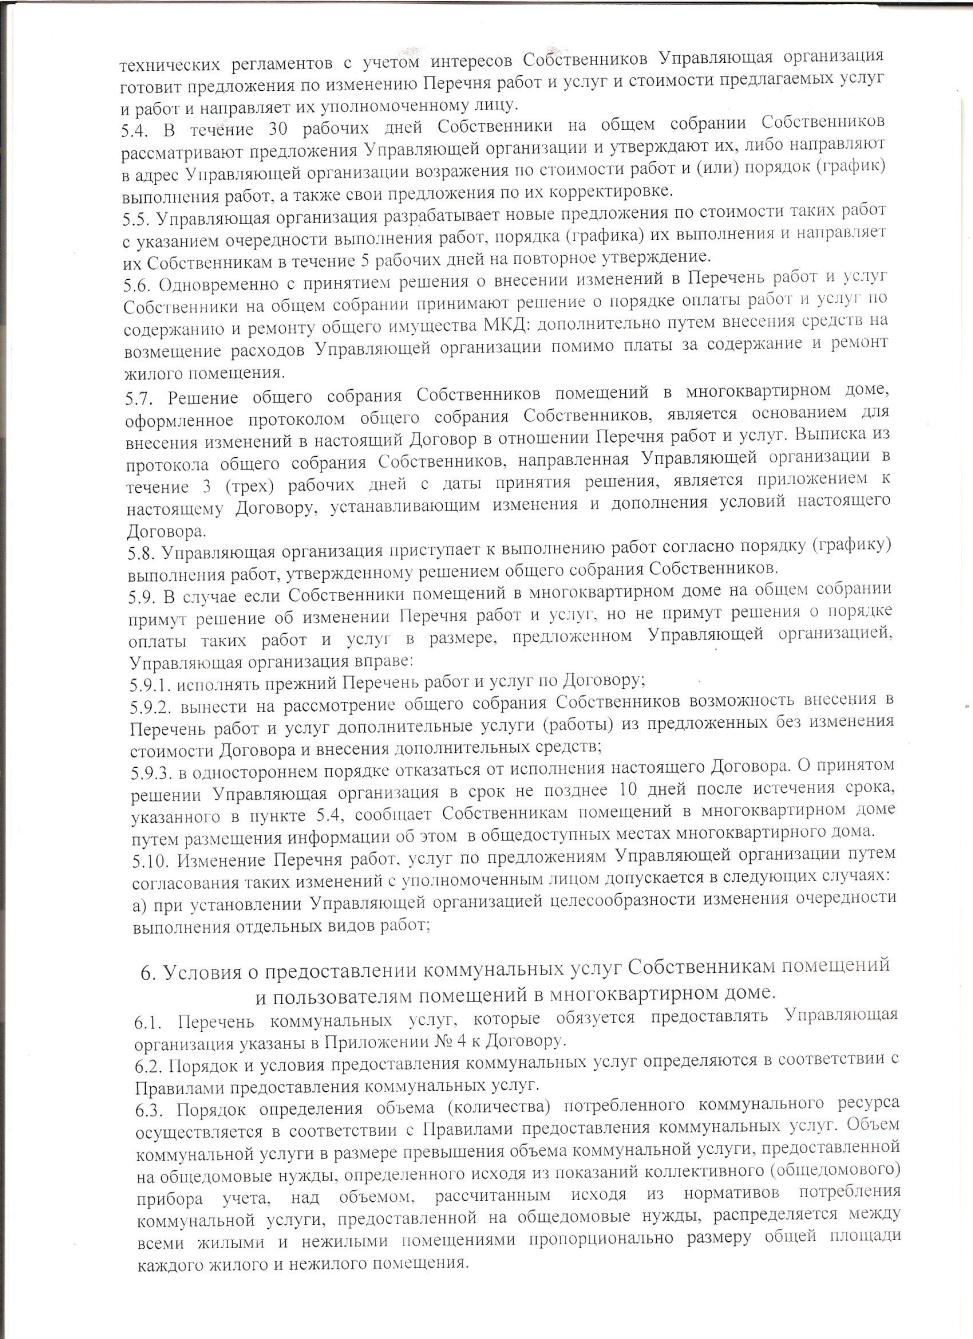 технических регламентов с учетом интересов Собственников Управляющая организация
готовит предложения по изменению Перечня работ и услуг и стоимости предлагаемых услуг
и работ и направляет их уполномоченному лицу.
5.4. В течение 30 рабочих дней Собственники на общем собрании Собственников
рассматривают предложения Управляющей организации и утверждают их, либо направляют
в адрес Управляющей организации возражения по стоимости работ и (или) порядок (график)
выполнения работ, а также свои предложения по их корректировке.
5.5. Управляющая организация разрабатывает новые предложения по стоимости таких работ
с указанием очередности выполнения работ, порядка (графика) их выполнения и направляет
их Собственникам в течение 5 рабочих дней на повторное утверждение.
5.6. Одновременно с принятием решения о внесении изменений в Перечень работ и услуг
Собственники на общем собрании принимают решение о порядке оплаты работ и услуг по
содержанию и ремонту общего имущества МКД: дополнительно путем внесения средств на
возмещение расходов Управляющей организации помимо платы за содержание и ремонт
жилого помещения.
5.7. Решение общего собрания Собственников помещений в многоквартирном доме,
оформленное протоколом общего собрания Собственников, является основанием для
внесения изменений в настоящий Договор в отношении Перечня работ и услуг. Выписка из
протокола общего собрания Собственников, направленная Управляющей организации в
течение 3 (трех) рабочих дней с даты принятия решения, является приложением к
настоящему Договору, устанавливающим изменения и дополнения условий настоящего
Договора.
5.8. Управляющая организация приступает к выполнению работ согласно порядку (графику)
выполнения работ, утвержденному решением общего собрания Собственников.
5.9. В случае если Собственники помещений в многоквартирном доме на общем собрании
примут решение об изменении Перечня работ и услуг, но не примут решения о порядке
оплаты таких работ и услуг в размере, предложенном Управляющей организацией,
Управляющая организация вправе:
5.9.1. исполнять прежний Перечень работ и услуг по Договору;
5.9.2. вынести на рассмотрение общего собрания Собственников возможность внесения в
Перечень работ и услуг дополнительные услуги (работы) из предложенных без изменения
стоимости Договора и внесения дополнительных средств;
5.9.3. в одностороннем порядке отказаться от исполнения настоящего Договора. О принятом
решении Управляющая организация в срок не позднее 10 дней после истечения срока,
указанного в пункте 5.4, сообщает Собственникам помещений в многоквартирном доме
путем размещения информации об этом в общедоступных местах многоквартирного дома.
5.10. Изменение Перечня работ, услуг по предложениям Управляющей организации путем
согласования таких изменений с уполномоченным лицом допускается в следующих случаях:
а) при установлении Управляющей организацией целесообразности изменения очередности
выполнения отдельных видов работ;
6. Условия о предоставлении коммунальных услуг Собственникам помещений
и пользователям помещений в многоквартирном доме.
6.1. Перечень коммунальных услуг, которые обязуется предоставлять Управляющая
организация указаны в Приложении № 4 к Договору.
6.2. Порядок и условия предоставления коммунальных услуг определяются в соответствии с
Правилами предоставления коммунальных услуг.
6.3. Порядок определения объема (количества) потребленного коммунального ресурса
осуществляется в соответствии с Правилами предоставления коммунальных услуг. Объем
коммунальной услуги в размере превышения объема коммунальной услуги, предоставленной
на общедомовые нужды, определенного исходя из показаний коллективного (общедомового)
прибора учета, над объемом, рассчитанным исходя из нормативов потребления
коммунальной услуги, предоставленной на общедомовые нужды, распределяется между
всеми жилыми и нежилыми помещениями пропорционально размеру общей площади
каждого жилого и нежилого помещения.